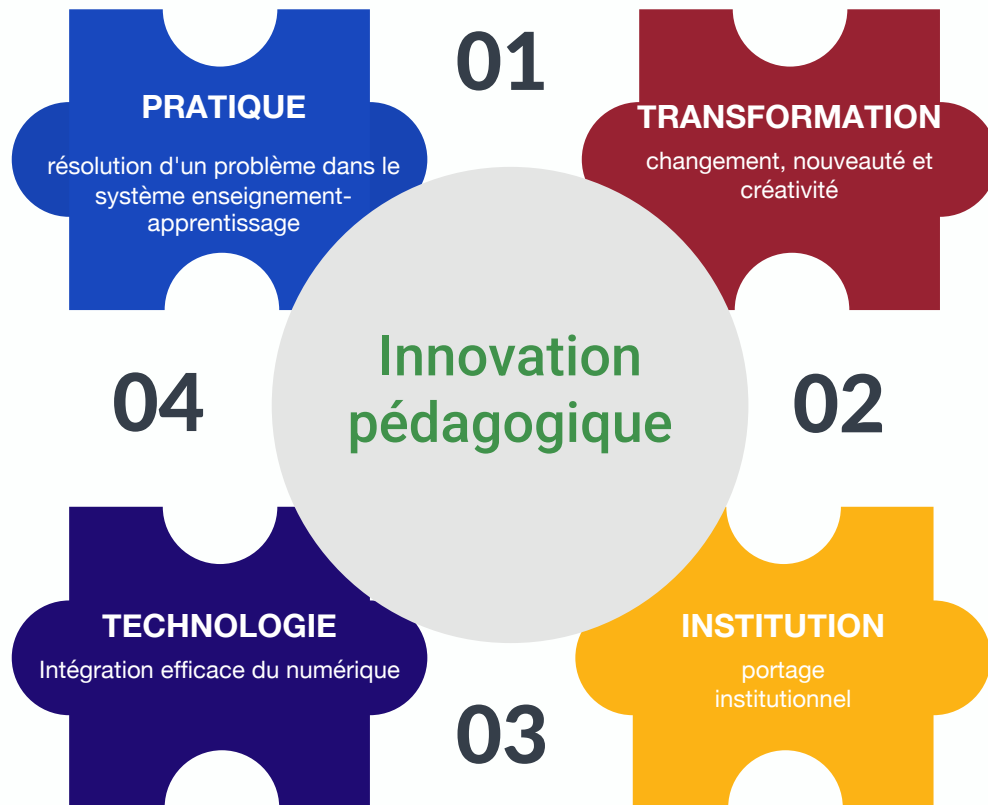 PRATIQUE
résolution d'un problème dans le
système enseignement-
apprentissage
01
TRANSFORMATION
changement, nouveauté et
créativité
Innovation
pédagogique
04
02
TECHNOLOGIE
Intégration efficace du numérique
03
INSTITUTION
portage
institutionnel